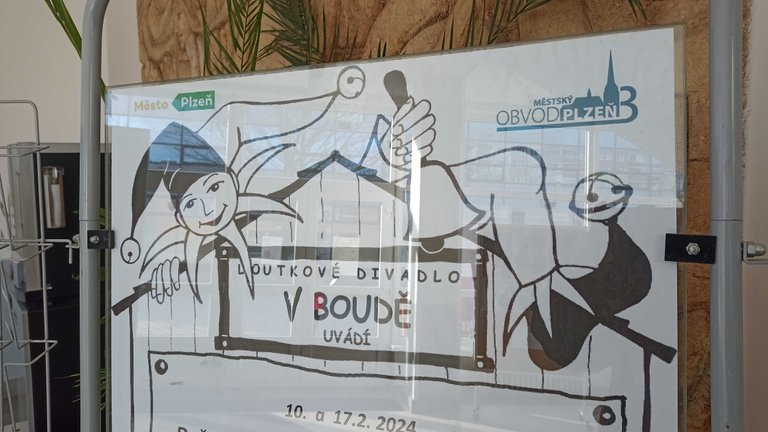 Město Plzeň
MĚSTSKÝ
OBVOD PLZEŇ 3
LOUTKOVÉ DIVADLO
V BOUDĚ
UVÁDÍ
10. a 17.2. 2024